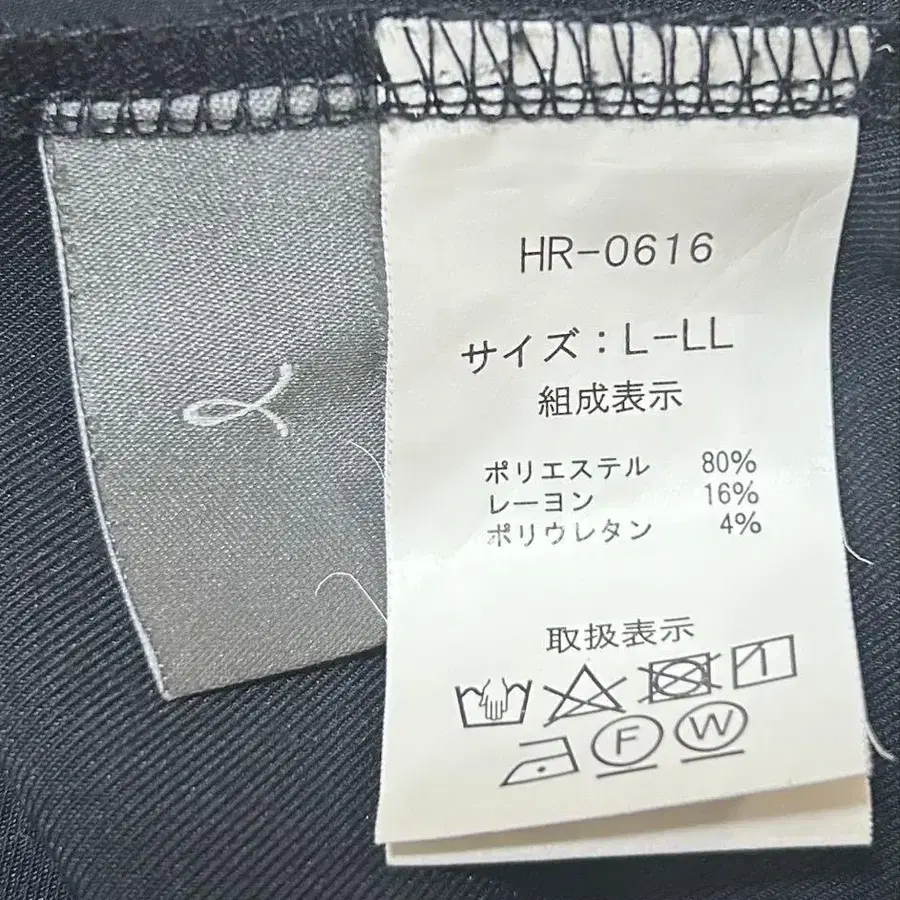 HR-0616
サイズ：L-LL
組成表示
ポリエステル 80%
レーヨン 16%
ポリウレタン 4%
取扱表示
F W